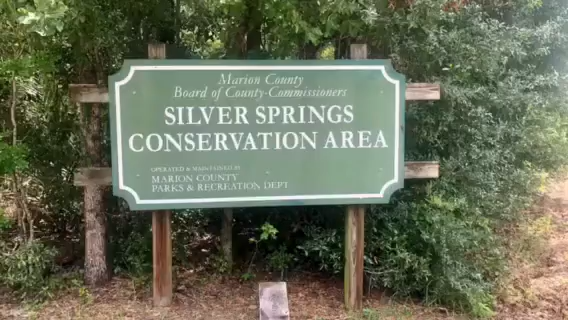 Marion County
Board of County Commissioners
SILVER SPRINGS
CONSERVATION AREA
OPERATED & MAINTAINED BY
MARION COUNTY
PARKS & RECREATION DEPT.